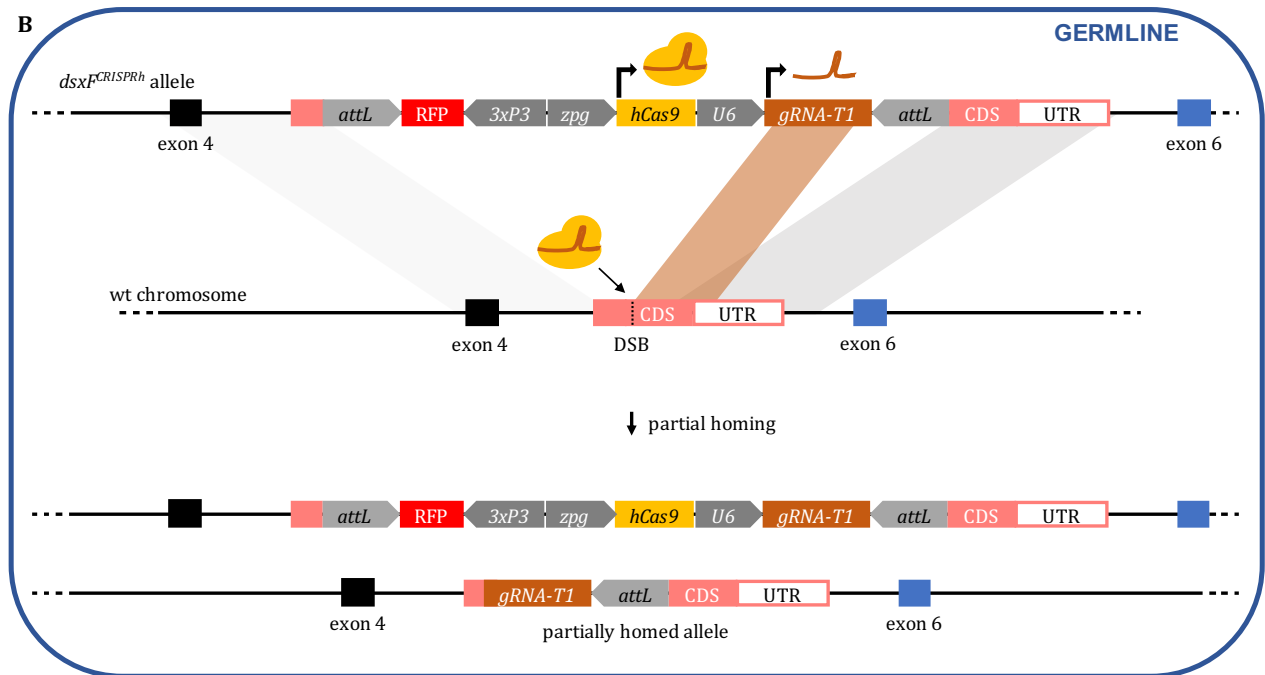 B
GERMLINE
dsxF^CRISPRh allele
attL RFP 3xP3 zpg hCas9 U6 gRNA-T1 attL CDS UTR
exon 4 exon 6
wt chromosome
CDS UTR
exon 4 DSB exon 6
partial homing
attL RFP 3xP3 zpg hCas9 U6 gRNA-T1 attL CDS UTR
gRNA-T1 attL CDS UTR
exon 4 exon 6
partially homed allele